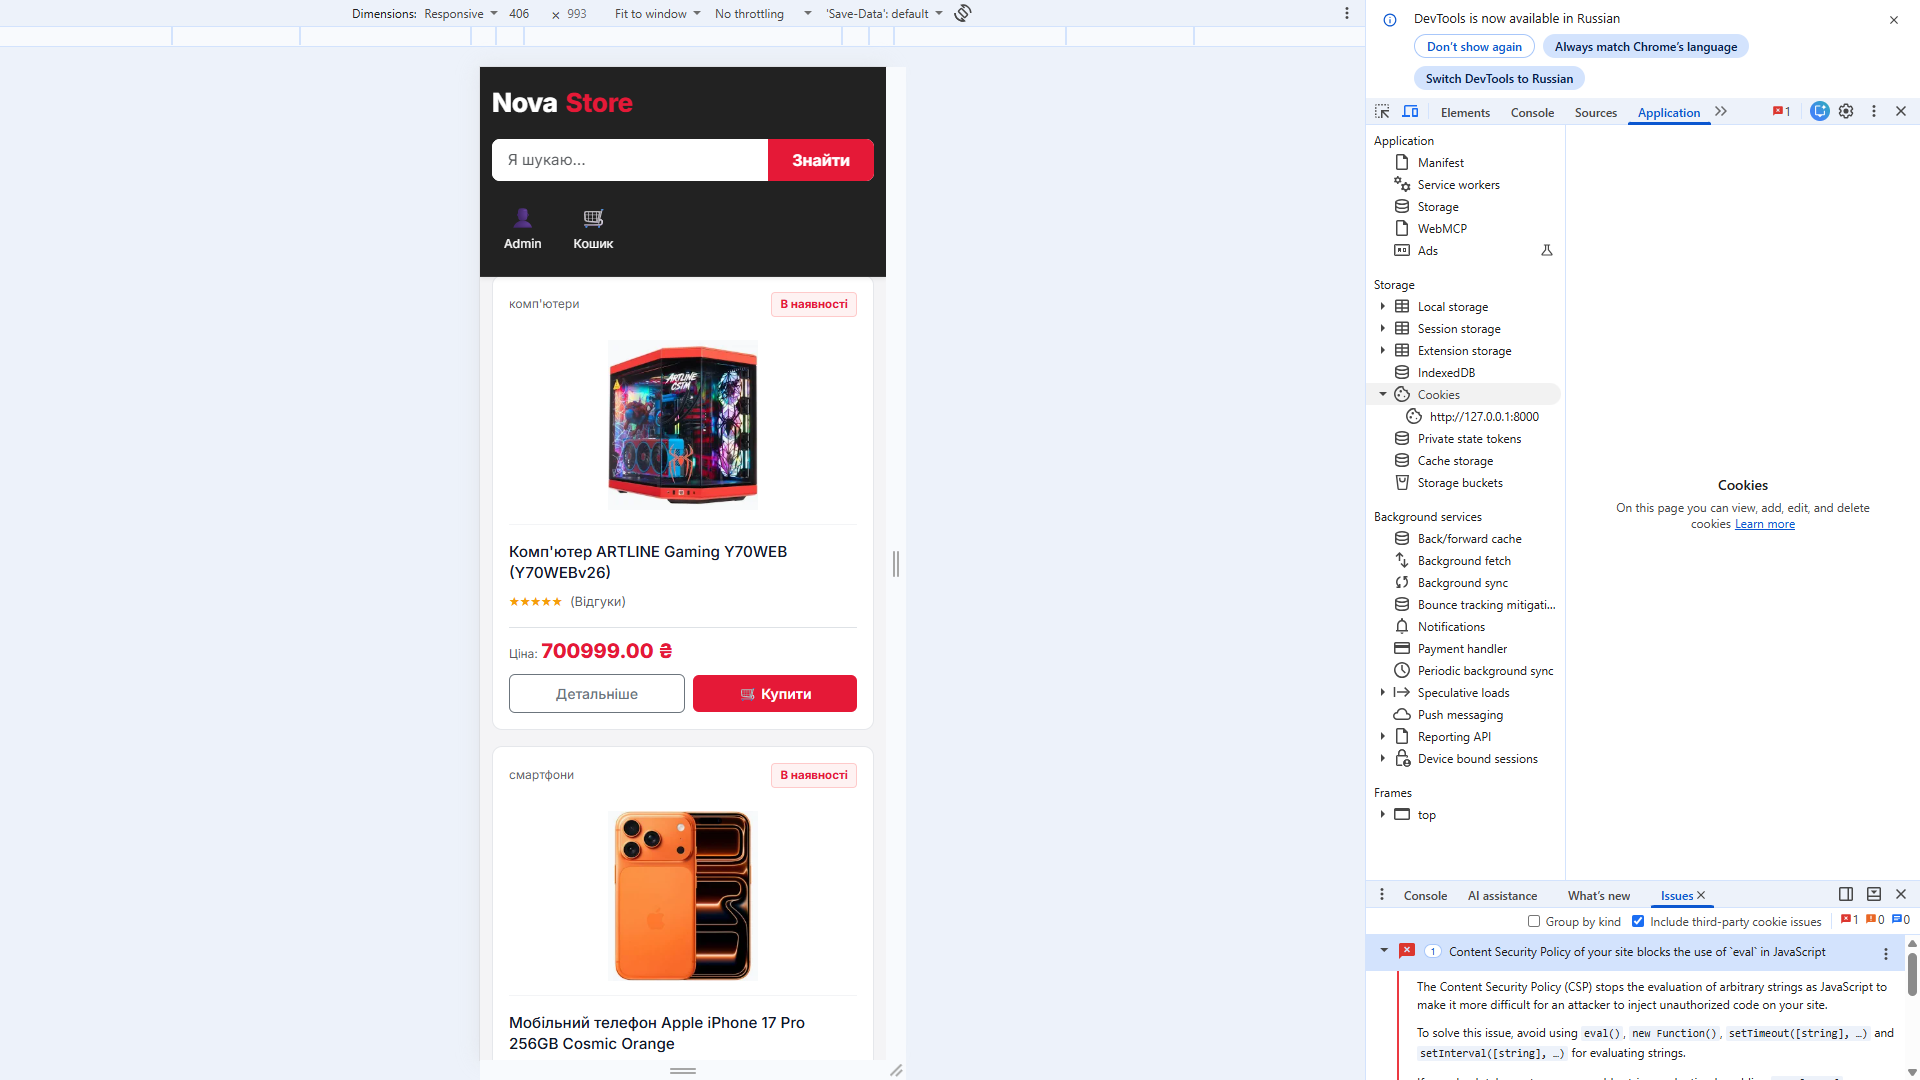 Dimensions: Responsive 406 × 993 Fit to window No throttling 'Save-Data': default
Nova Store
Я шукаю... Знайти
Admin Кошик
комп'ютери В наявності
ARTLINE
CSTM
Комп'ютер ARTLINE Gaming Y70WEB
(Y70WEBv26)
★★★★★ (Відгуки)
Ціна: 700999.00 ₴
Детальніше Купити
смартфони В наявності
Мобільний телефон Apple iPhone 17 Pro
256GB Cosmic Orange
DevTools is now available in Russian
Don't show again Always match Chrome's language
Switch DevTools to Russian
Elements Console Sources Application 1
Application
Manifest
Service workers
Storage
WebMCP
Ads
Storage
Local storage
Session storage
Extension storage
IndexedDB
Cookies
http://127.0.0.1:8000
Private state tokens
Cache storage
Storage buckets
Background services
Back/forward cache
Background fetch
Background sync
Bounce tracking mitigati...
Notifications
Payment handler
Periodic background sync
Speculative loads
Push messaging
Reporting API
Device bound sessions
Frames
top
Cookies
On this page you can view, add, edit, and delete
cookies Learn more
Console AI assistance What's new Issues
Group by kind Include third-party cookie issues 1 0 0
1 Content Security Policy of your site blocks the use of `eval` in JavaScript
The Content Security Policy (CSP) stops the evaluation of arbitrary strings as JavaScript to
make it more difficult for an attacker to inject unauthorized code on your site.
To solve this issue, avoid using eval(), new Function(), setTimeout([string], …) and
setInterval([string], …) for evaluating strings.